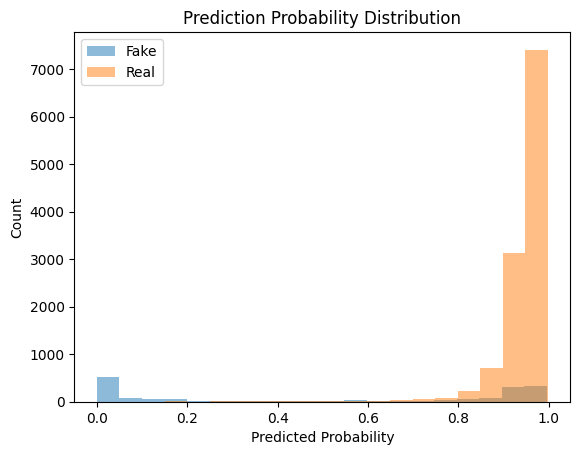 Prediction Probability Distribution
Fake
Real
7000
6000
5000
4000
3000
2000
1000
0
Count
0.0 0.2 0.4 0.6 0.8 1.0
Predicted Probability